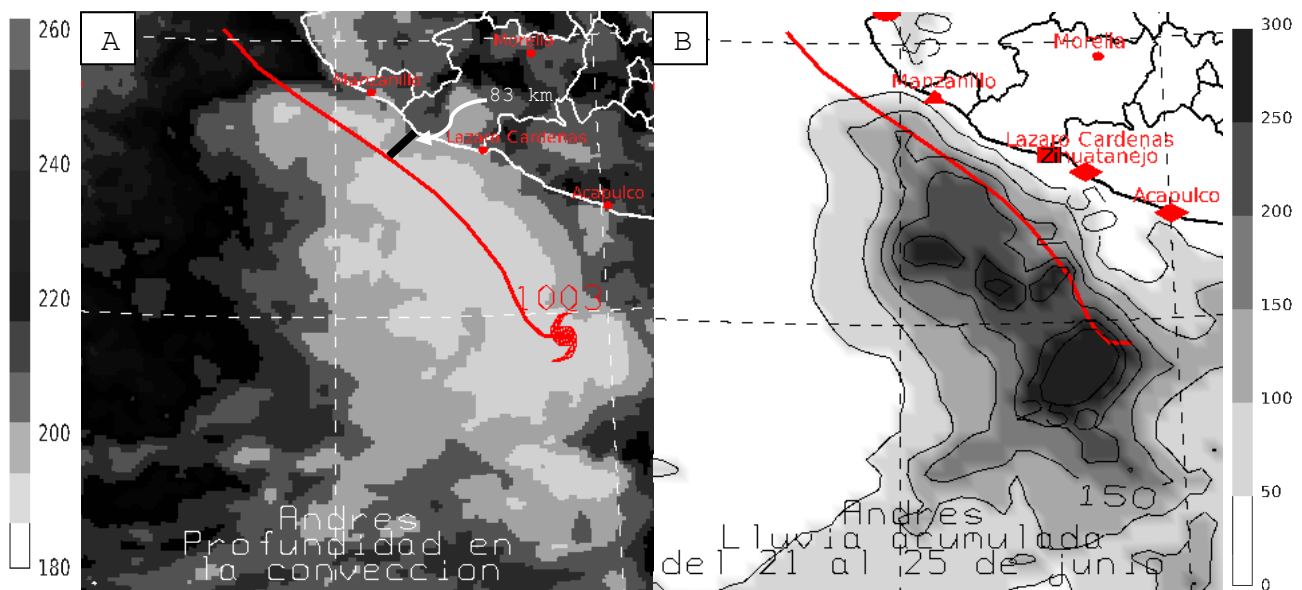 260
240
220
200
180
A
Morelia
Manzanillo
83 km
Lazaro Cardenas
Acapulco
1003
Andres
Profundidad en
la conveccion
B
Morelia
Manzanillo
Lazaro Cardenas
Zihuatanejo
Acapulco
150
Andres
Lluvia acumulada
del 21 al 25 de junio
300
250
200
150
100
50
0